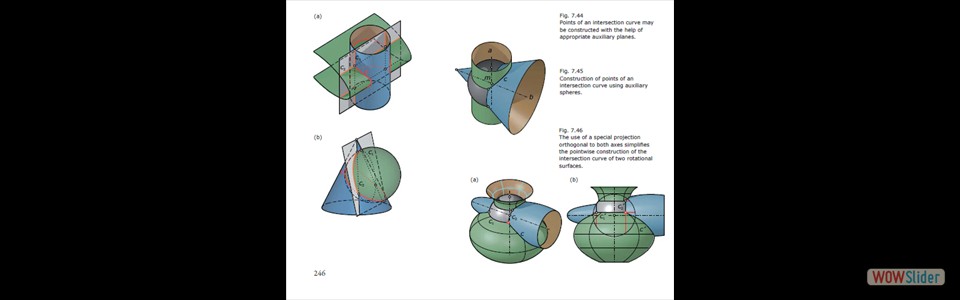 (a)
Fig. 7.44
Points of an intersection curve may
be constructed with the help of
appropriate auxiliary planes.
Fig. 7.45
Construction of points of an
intersection curve using auxiliary
spheres.
(b)
Fig. 7.46
The use of a special projection
orthogonal to both axes simplifies
the pointwise construction of the
intersection curve of two rotational
surfaces.
(a)
(b)
246
WOWSlider